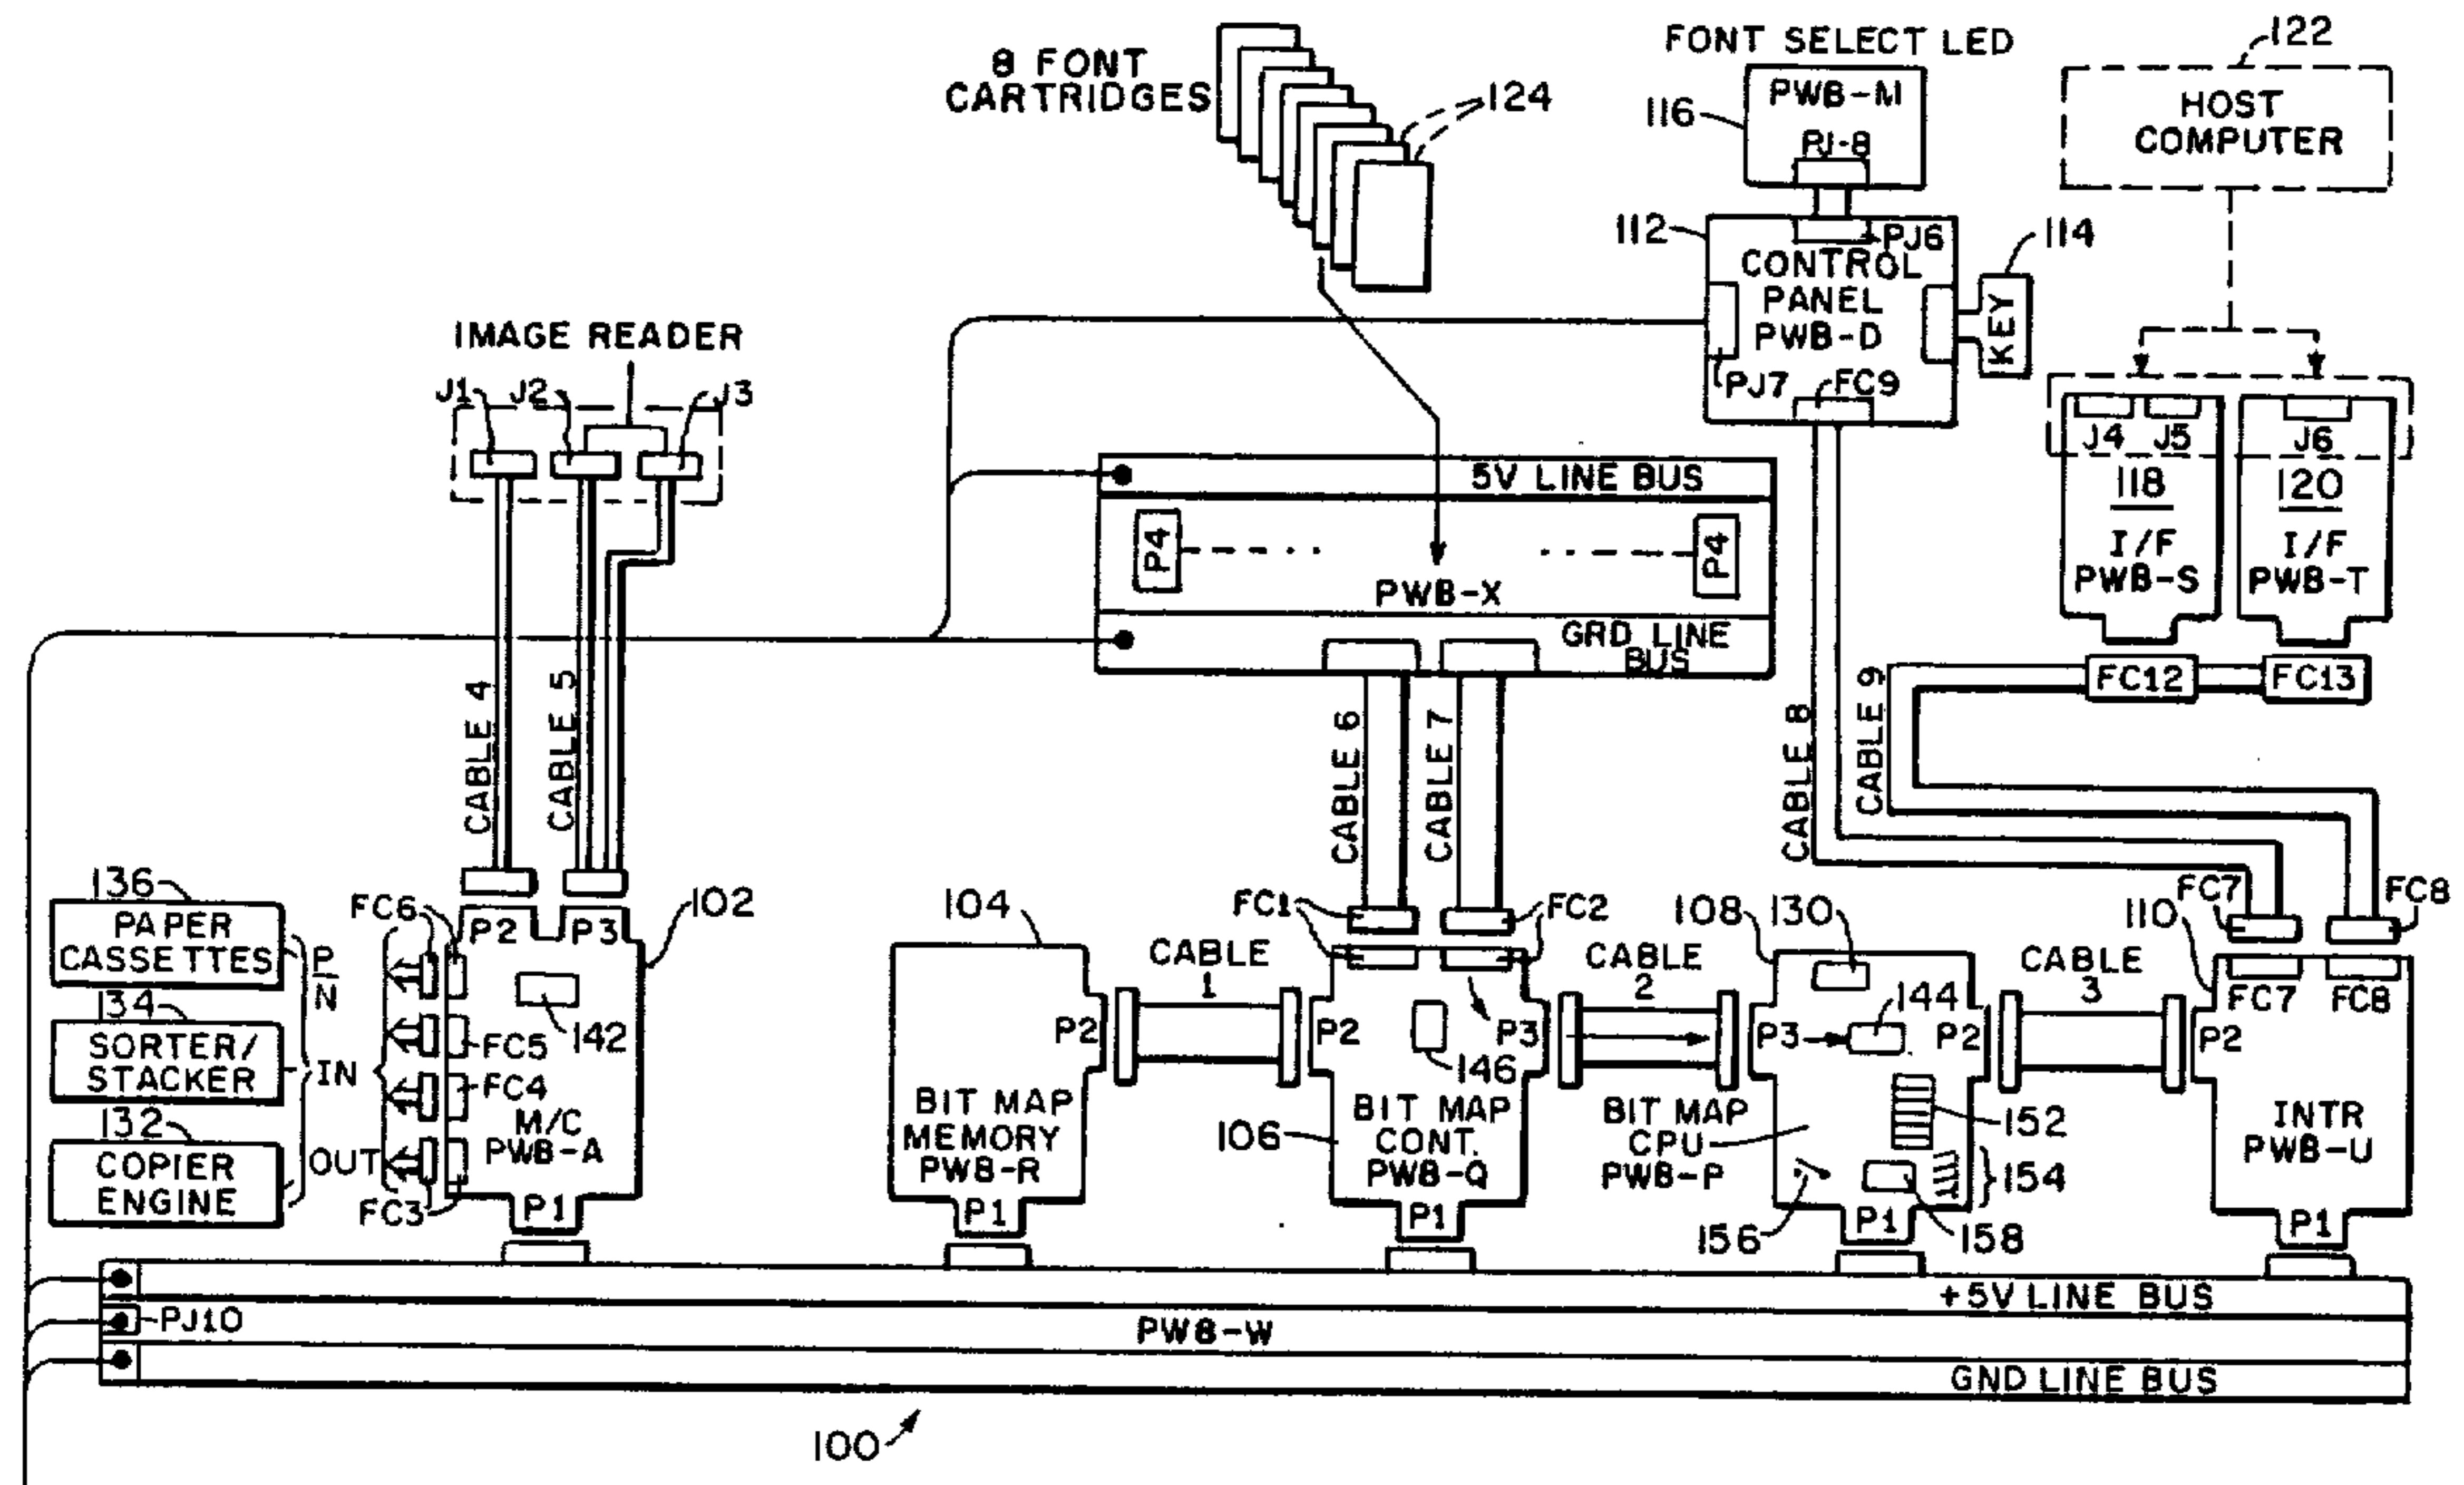 8 FONT
CARTRIDGES
124
FONT SELECT LED
PWB-M
116
PJ-8
122
HOST
COMPUTER
112
PJ6
CONTROL
PANEL
PWB-D
PJ7
FC9
114
KEY
IMAGE READER
J1
J2
J3
5V LINE BUS
P4
P4
PWB-X
GRD LINE
BUS
J4
J5
J6
118
120
I/F
PWB-S
I/F
PWB-T
FC12
FC13
CABLE 4
CABLE 5
CABLE 6
CABLE 7
CABLE 8
CABLE 9
136
PAPER
CASSETTES
134
SORTER/
STACKER
132
COPIER
ENGINE
P
N
IN
OUT
FC6
FC5
FC4
FC3
P2
P3
102
142
M/C
PWB-A
P1
104
P2
BIT MAP
MEMORY
PWB-R
P1
CABLE
1
FC1
FC2
P2
P3
146
106
BIT MAP
CONT.
PWB-Q
P1
CABLE
2
108
130
144
P3
P2
BIT MAP
CPU
PWB-P
152
154
156
158
P1
CABLE
3
110
FC7
FC8
FC7
FC8
P2
INTR
PWB-U
P1
+5V LINE BUS
PJ10
PWB-W
GND LINE BUS
100